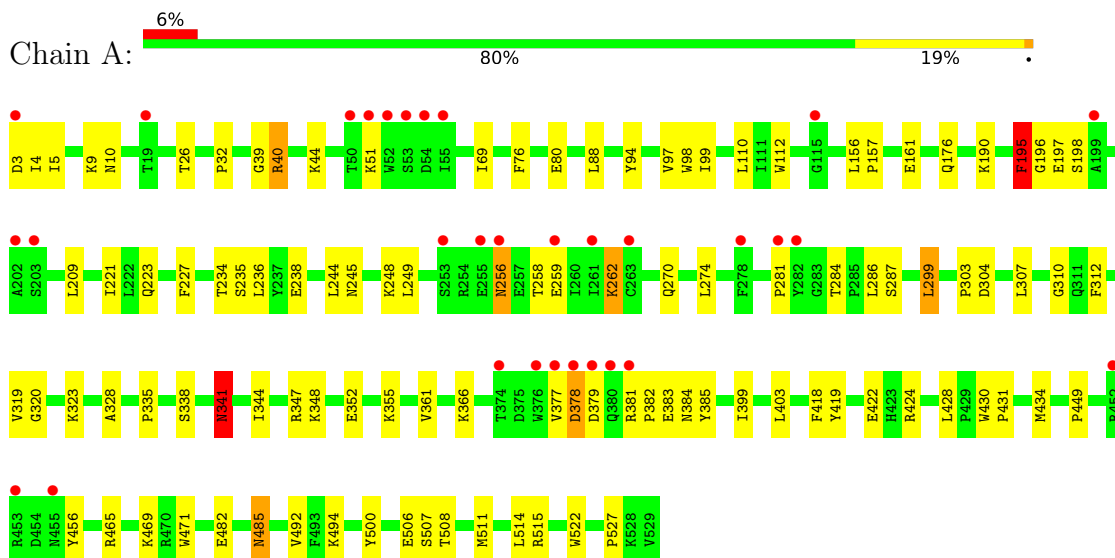 6%
Chain A:
80% 19% •
D3 I4 I5 K9 N10 T19 T26 P32 G39 R40 K44 T50 K51 W52 S53 D54 I55 I69 F76 E80 L88 Y94 V97 W98 I99 L110 I111 W112 G115 L156 P157 E161 Q176 K190 F195 G196 E197 S198 A199
A202 S203 L209 I221 L222 Q223 F227 T234 S235 L236 Y237 E238 L244 N245 K248 L249 S253 R254 E255 N256 E257 T258 E259 I260 I261 K262 C263 Q270 L274 F278 P281 Y282 G283 T284 P285 L286 S287 L299 P303 D304 L307 G310 Q311 F312
V319 G320 K323 A328 P335 S338 N341 I344 R347 K348 E352 K355 V361 K366 T374 D375 W376 V377 D378 D379 Q380 R381 P382 E383 N384 Y385 I399 L403 F418 Y419 E422 H423 R424 L428 P429 W430 P431 M434 P449
R453 D454 N455 Y456 R465 K469 R470 W471 E482 N485 V492 F493 K494 Y500 E506 S507 T508 M511 L514 R515 W522 P527 K528 V529